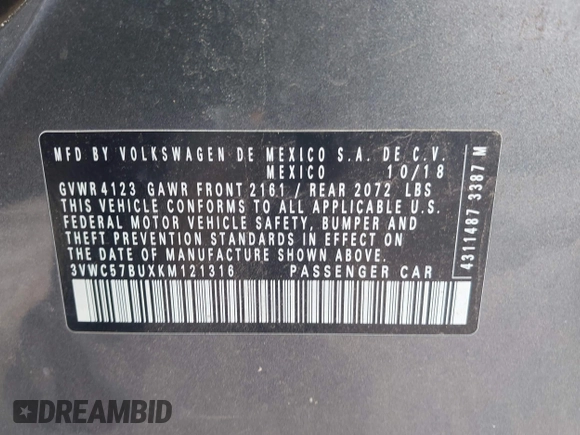 MFD BY VOLKSWAGEN DE MEXICO S.A. DE C.V.
MEXICO 10/18
GVWR 4123 GAWR FRONT 2161 / REAR 2072 LBS
THIS VEHICLE CONFORMS TO ALL APPLICABLE U.S.
FEDERAL MOTOR VEHICLE SAFETY, BUMPER AND
THEFT PREVENTION STANDARDS IN EFFECT ON
THE DATE OF MANUFACTURE SHOWN ABOVE.
3VWC57BUXKM121316 PASSENGER CAR
4311487 3387 M
DREAMBID